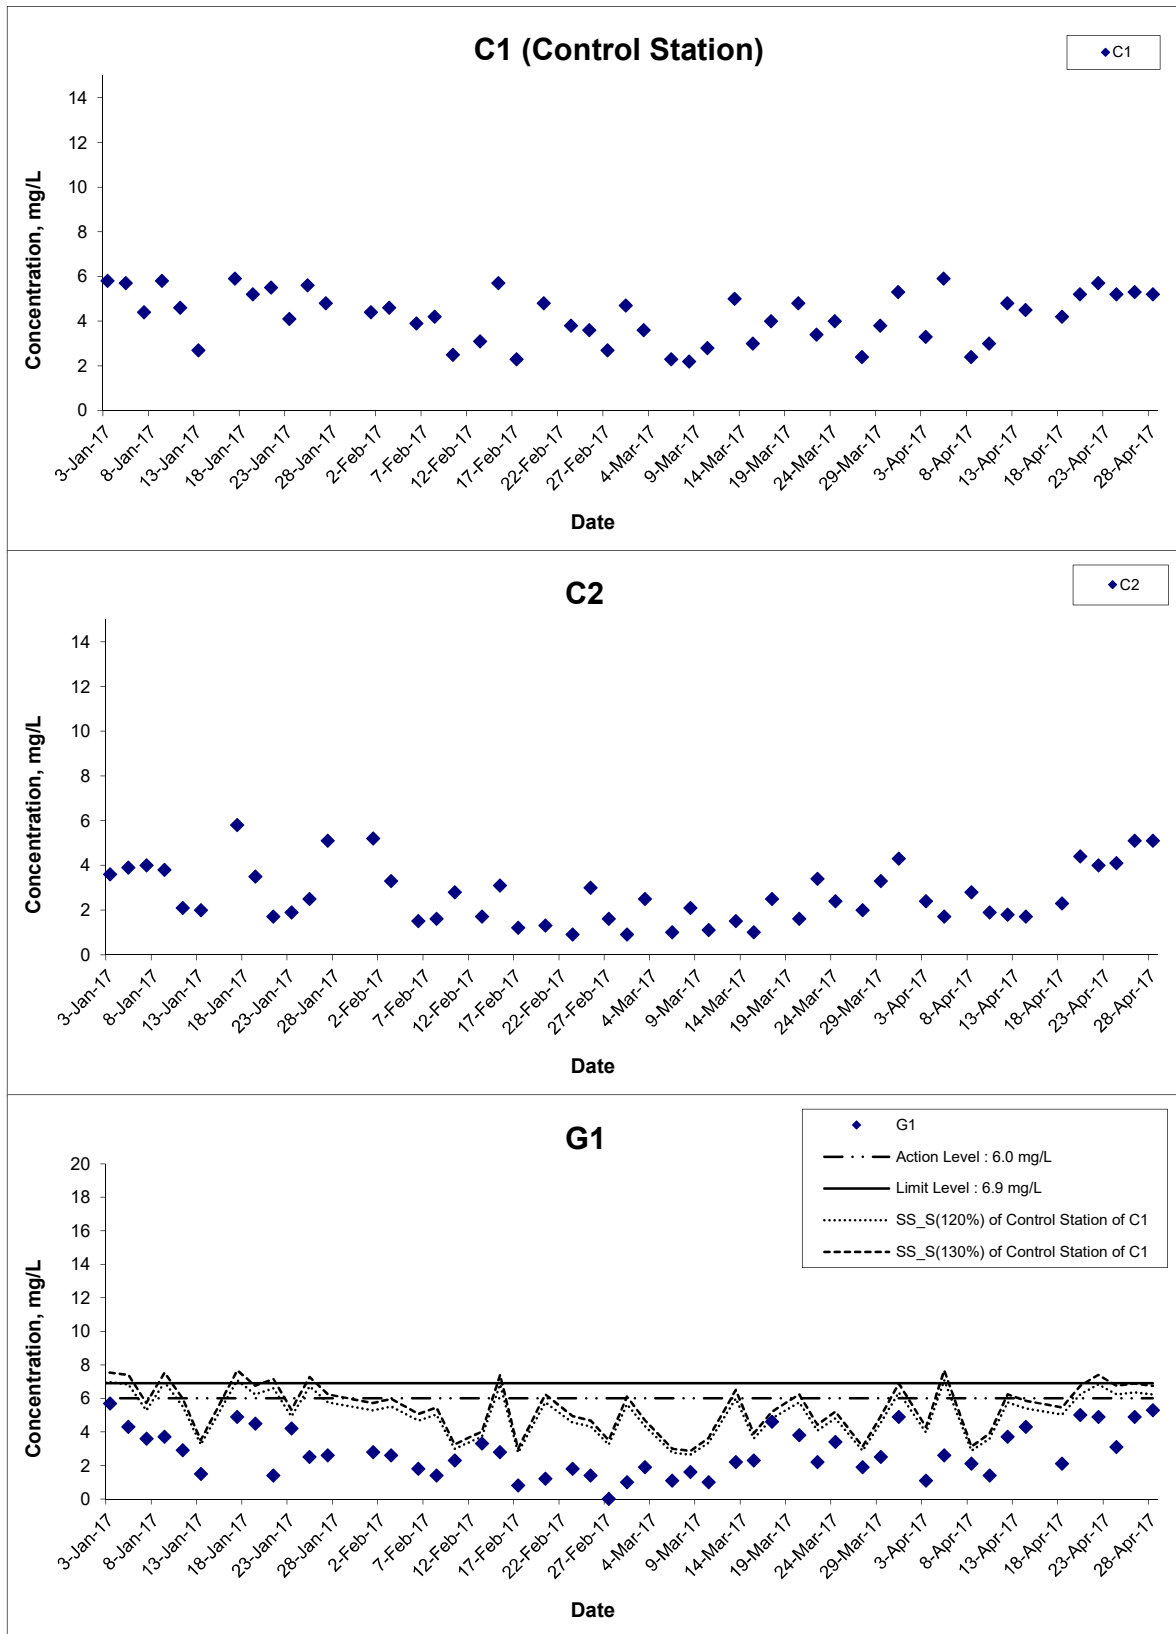 C1 (Control Station)
C1
Concentration, mg/L
14
12
10
8
6
4
2
0
3-Jan-17
8-Jan-17
13-Jan-17
18-Jan-17
23-Jan-17
28-Jan-17
2-Feb-17
7-Feb-17
12-Feb-17
17-Feb-17
22-Feb-17
27-Feb-17
4-Mar-17
9-Mar-17
14-Mar-17
19-Mar-17
24-Mar-17
29-Mar-17
3-Apr-17
8-Apr-17
13-Apr-17
18-Apr-17
23-Apr-17
28-Apr-17
Date
C2
C2
Concentration, mg/L
14
12
10
8
6
4
2
0
3-Jan-17
8-Jan-17
13-Jan-17
18-Jan-17
23-Jan-17
28-Jan-17
2-Feb-17
7-Feb-17
12-Feb-17
17-Feb-17
22-Feb-17
27-Feb-17
4-Mar-17
9-Mar-17
14-Mar-17
19-Mar-17
24-Mar-17
29-Mar-17
3-Apr-17
8-Apr-17
13-Apr-17
18-Apr-17
23-Apr-17
28-Apr-17
Date
G1
G1
Action Level : 6.0 mg/L
Limit Level : 6.9 mg/L
SS_S(120%) of Control Station of C1
SS_S(130%) of Control Station of C1
Concentration, mg/L
20
18
16
14
12
10
8
6
4
2
0
3-Jan-17
8-Jan-17
13-Jan-17
18-Jan-17
23-Jan-17
28-Jan-17
2-Feb-17
7-Feb-17
12-Feb-17
17-Feb-17
22-Feb-17
27-Feb-17
4-Mar-17
9-Mar-17
14-Mar-17
19-Mar-17
24-Mar-17
29-Mar-17
3-Apr-17
8-Apr-17
13-Apr-17
18-Apr-17
23-Apr-17
28-Apr-17
Date